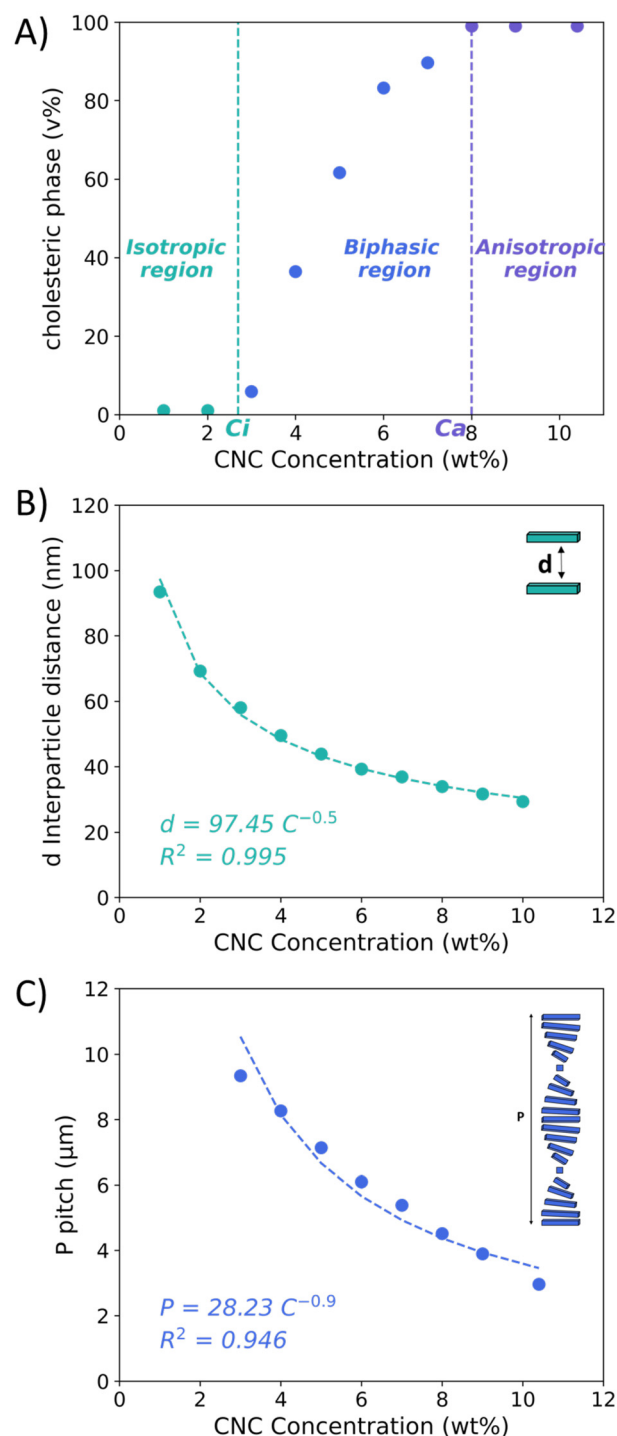 A)
cholesteric phase (v%)
100
80
60
40
20
0
Isotropic
region
Biphasic
region
Anisotropic
region
0 2 4 6 8 10
Ci
Ca
CNC Concentration (wt%)
B)
d Interparticle distance (nm)
120
100
80
60
40
20
0
d
d = 97.45 C⁻⁰·⁵
R² = 0.995
0 2 4 6 8 10 12
CNC Concentration (wt%)
C)
P pitch (μm)
12
10
8
6
4
2
0
P
P = 28.23 C⁻⁰·⁹
R² = 0.946
0 2 4 6 8 10 12
CNC Concentration (wt%)